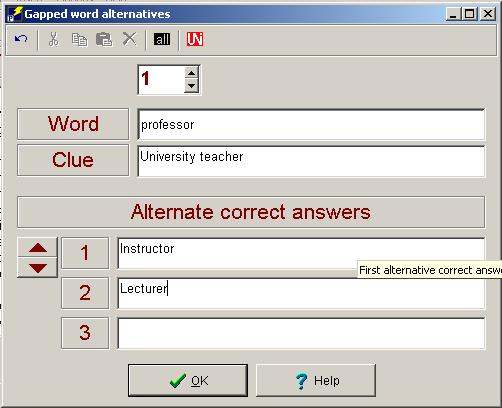 Gapped word alternatives
all UN
1
Word professor
Clue University teacher
Alternate correct answers
1 Instructor
First alternative correct answ
2 Lecturer
3
OK ? Help